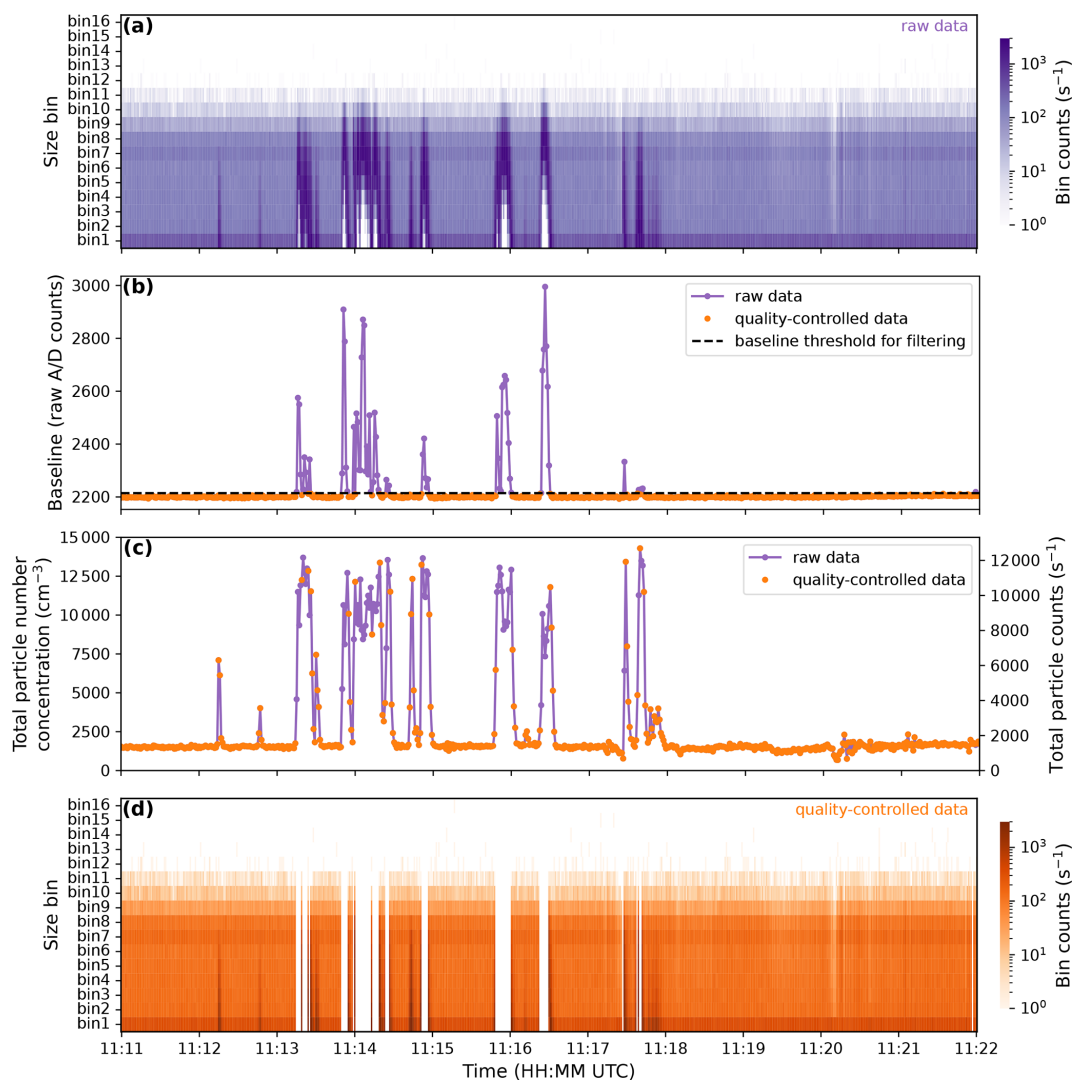 (a)
raw data
Size bin
bin16
bin15
bin14
bin13
bin12
bin11
bin10
bin9
bin8
bin7
bin6
bin5
bin4
bin3
bin2
bin1
Bin counts (s⁻¹)
10³
10²
10¹
10⁰
(b)
Baseline (raw A/D counts)
3000
2800
2600
2400
2200
raw data
quality-controlled data
baseline threshold for filtering
(c)
Total particle number
concentration (cm⁻³)
15 000
12 500
10 000
7500
5000
2500
0
raw data
quality-controlled data
12000
10000
8000
6000
4000
2000
0
Total particle counts (s⁻¹)
(d)
quality-controlled data
Size bin
bin16
bin15
bin14
bin13
bin12
bin11
bin10
bin9
bin8
bin7
bin6
bin5
bin4
bin3
bin2
bin1
Bin counts (s⁻¹)
10³
10²
10¹
10⁰
11:11 11:12 11:13 11:14 11:15 11:16 11:17 11:18 11:19 11:20 11:21 11:22
Time (HH:MM UTC)